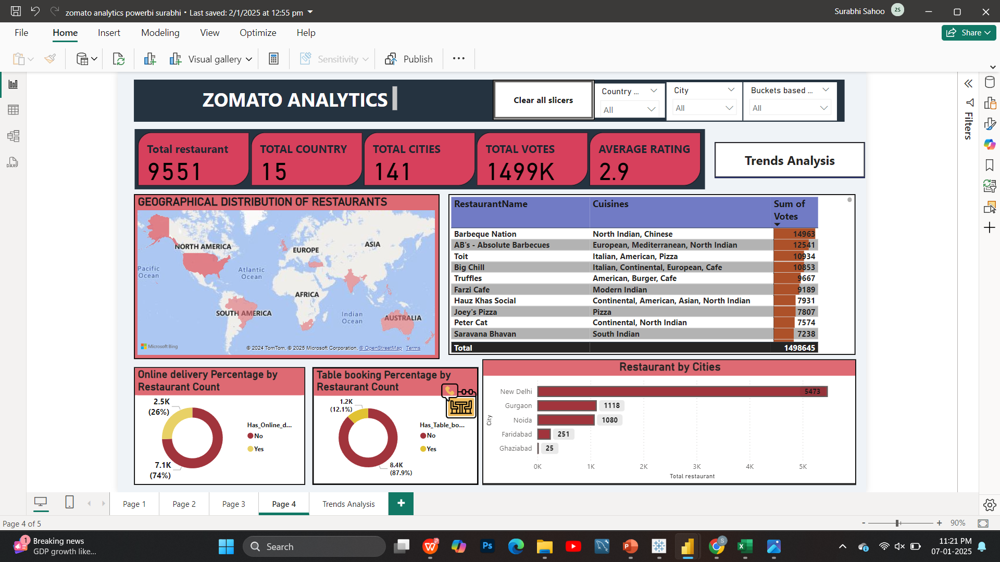 zomato analytics powerbi surabhi • Last saved: 2/1/2025 at 12:55 pm
Surabhi Sahoo
2S
File
Home
Insert
Modeling
View
Optimize
Help
Share
Visual gallery
Sensitivity
Publish
ZOMATO ANALYTICS
Clear all slicers
Country ...
All
City
All
Buckets based ...
All
Filters
Total restaurant
9551
TOTAL COUNTRY
15
TOTAL CITIES
141
TOTAL VOTES
1499K
AVERAGE RATING
2.9
Trends Analysis
GEOGRAPHICAL DISTRIBUTION OF RESTAURANTS
NORTH AMERICA
EUROPE
ASIA
Pacific
Ocean
Atlantic
Ocean
AFRICA
SOUTH AMERICA
Indian
Ocean
AUSTRALIA
Microsoft Bing
© 2024 TomTom, © 2025 Microsoft Corporation, © OpenStreetMap Terms
RestaurantName Cuisines Sum of
Votes
Barbeque Nation North Indian, Chinese 14963
AB's - Absolute Barbecues European, Mediterranean, North Indian 12541
Toit Italian, American, Pizza 10934
Big Chill Italian, Continental, European, Cafe 10853
Truffles American, Burger, Cafe 9667
Farzi Cafe Modern Indian 9189
Hauz Khas Social Continental, American, Asian, North Indian 7931
Joey's Pizza Pizza 7807
Peter Cat Continental, North Indian 7574
Saravana Bhavan South Indian 7238
Total 1498645
Online delivery Percentage by
Restaurant Count
2.5K
(26%)
7.1K
(74%)
Has_Online_d...
No
Yes
Table booking Percentage by
Restaurant Count
1.2K
(12.1%)
8.4K
(87.9%)
Has_Table_bo...
No
Yes
Restaurant by Cities
City
New Delhi 5473
Gurgaon 1118
Noida 1080
Faridabad 251
Ghaziabad 25
0K 1K 2K 3K 4K 5K
Total restaurant
DAX
Page 1
Page 2
Page 3
Page 4
Trends Analysis
+
Page 4 of 5
- + 90%
1
Breaking news
GDP growth like...
Search
Ps
11:21 PM
07-01-2025